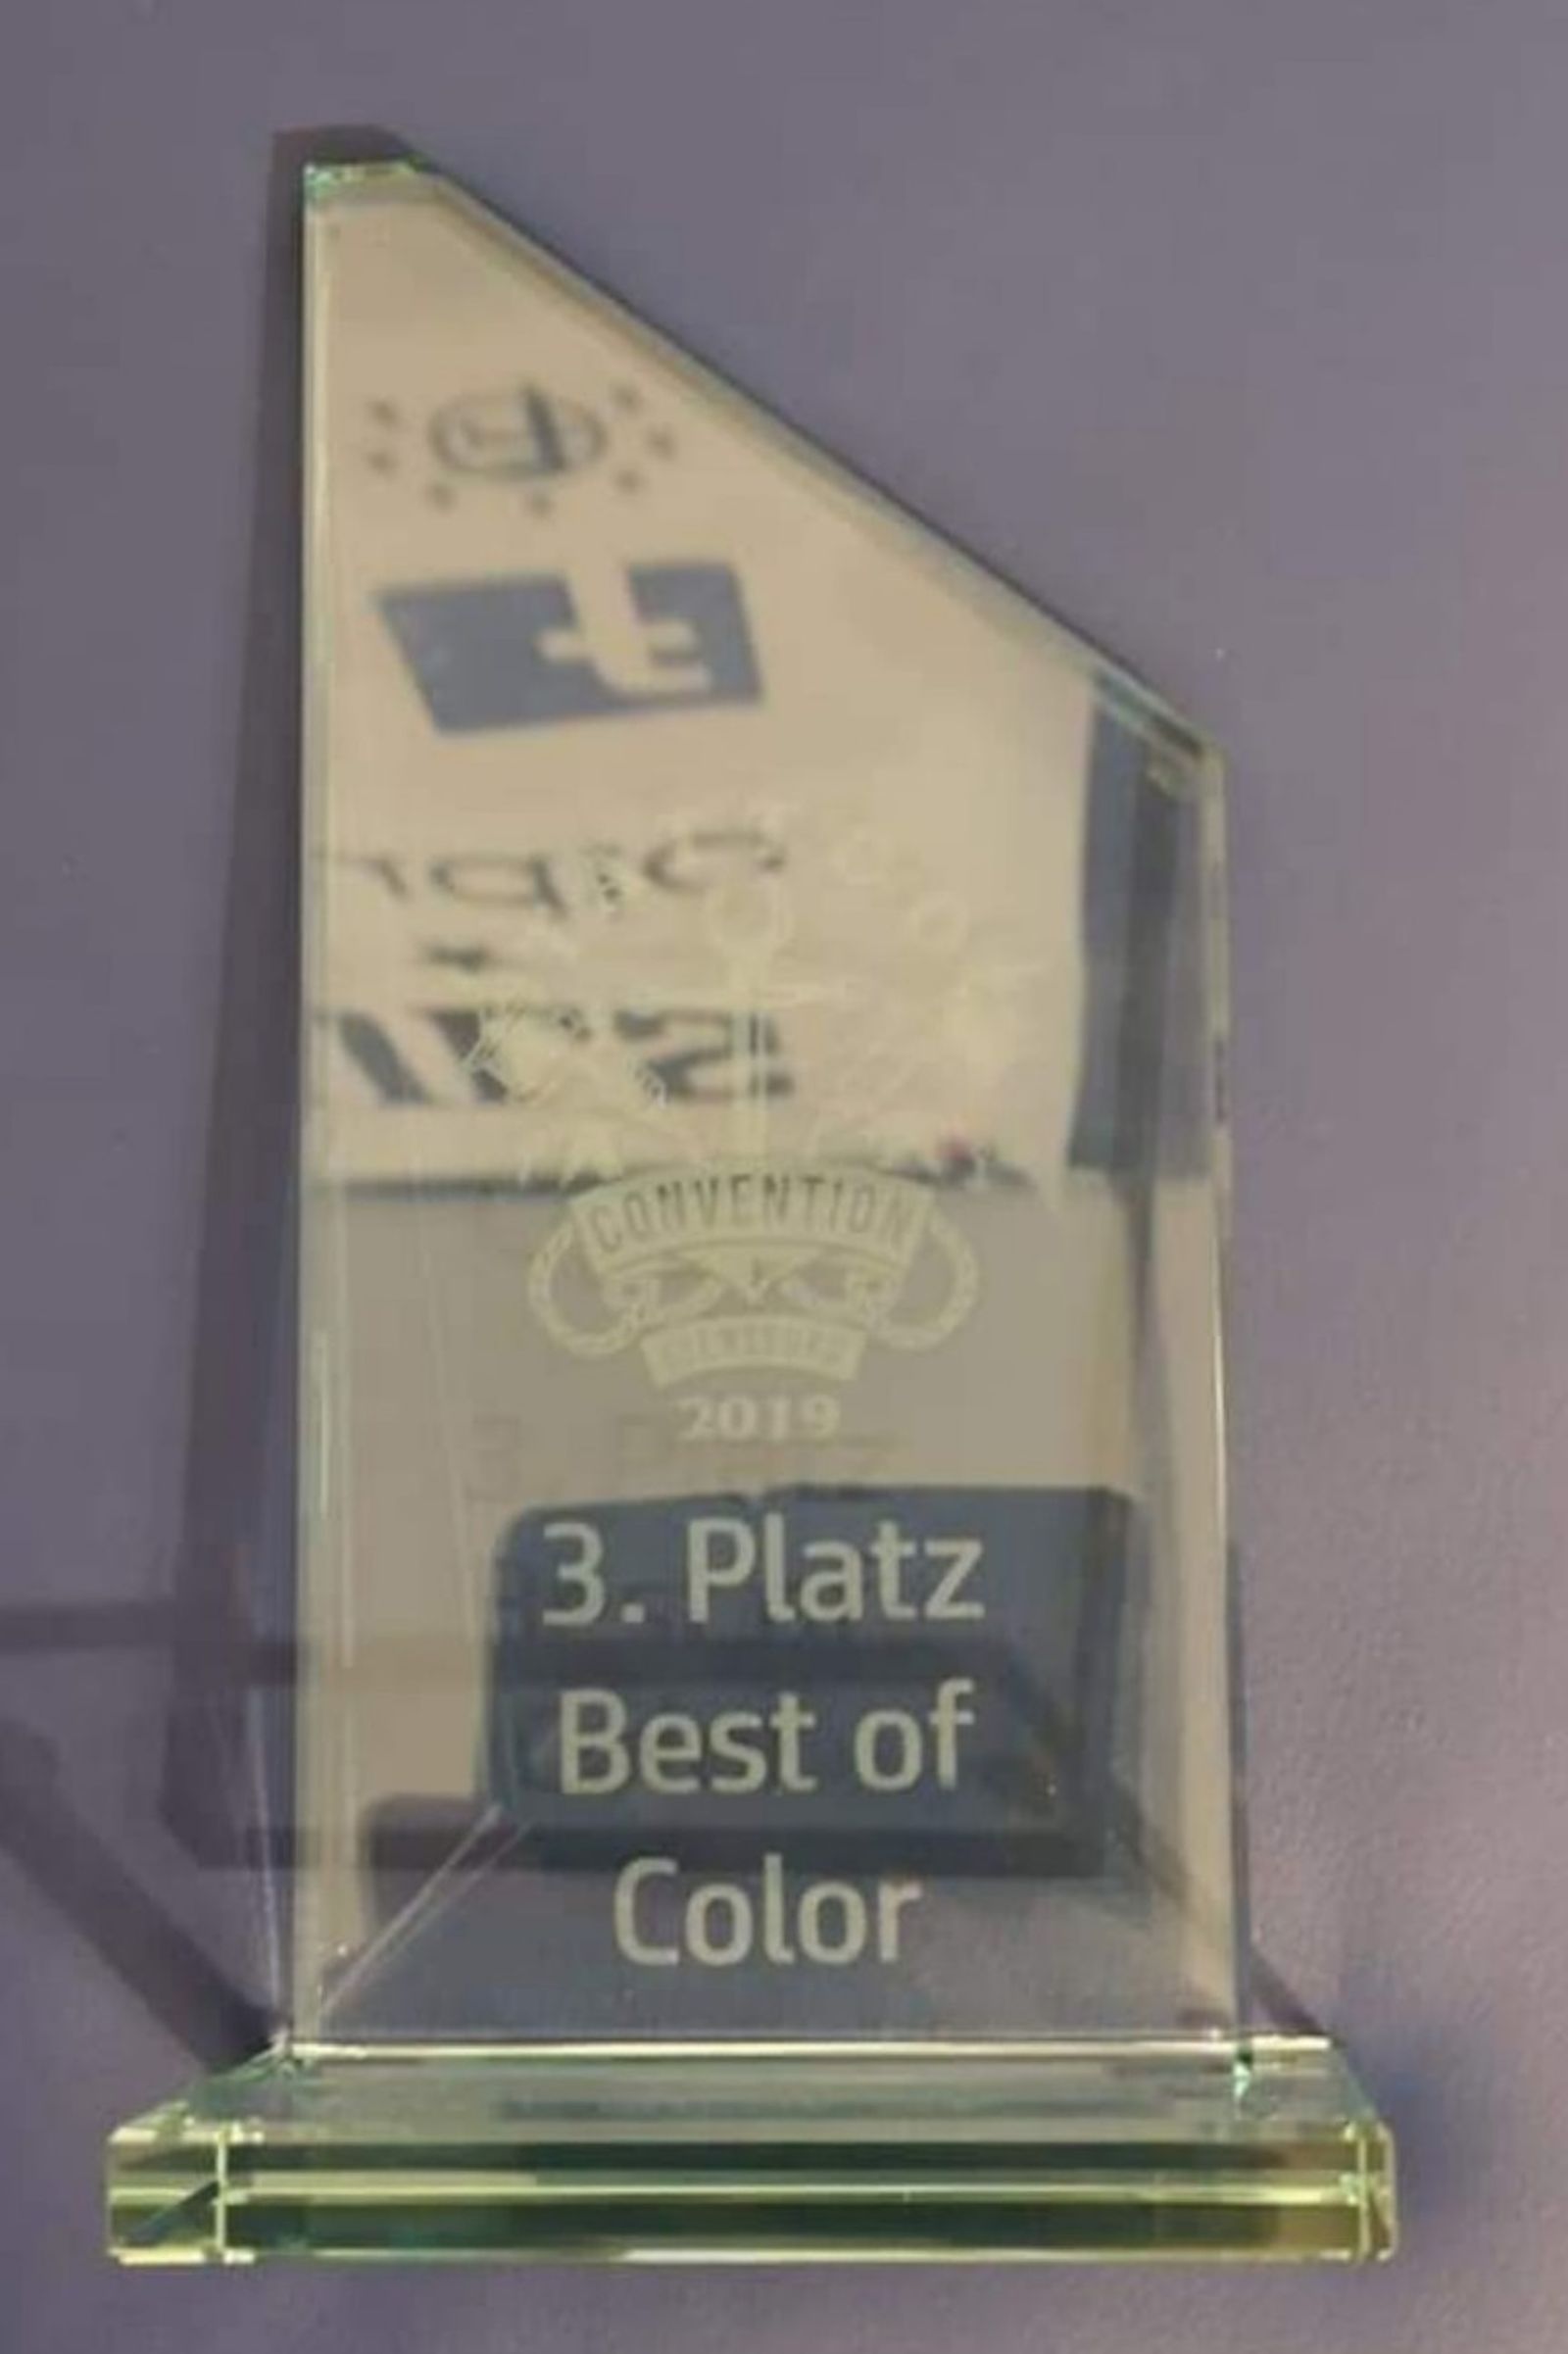 CONVENTION
2019
3. Platz
Best of
Color